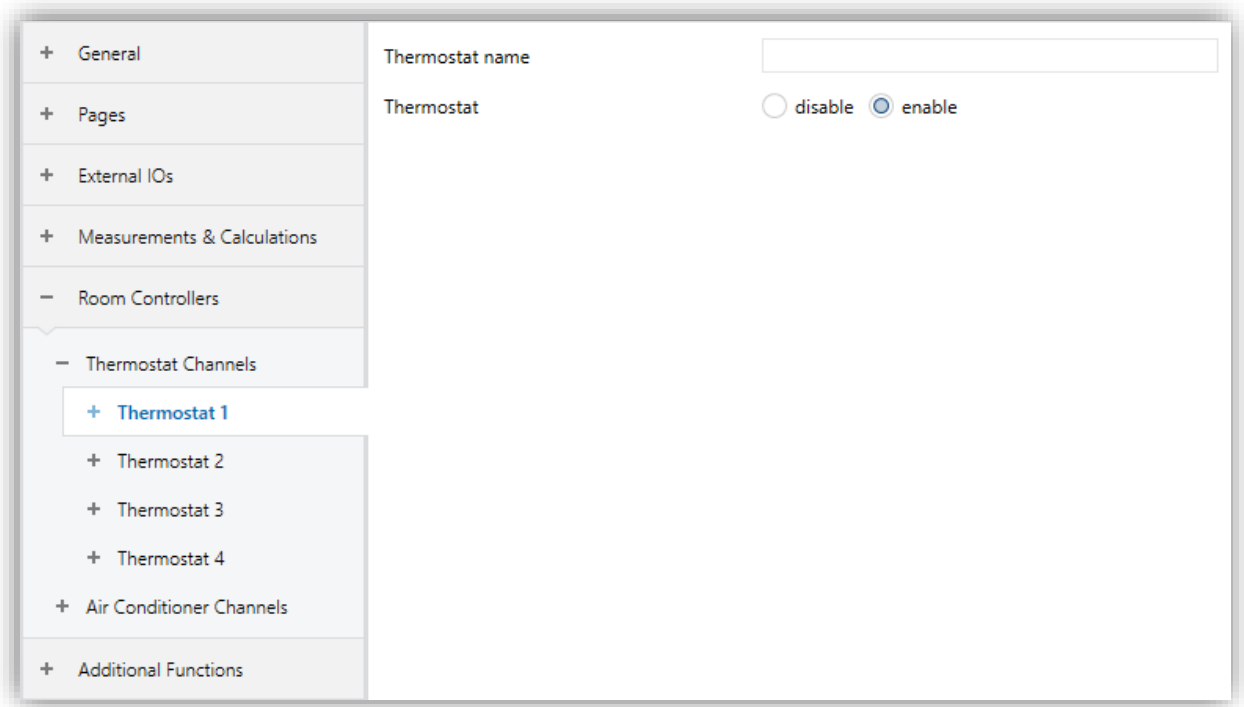 General
Pages
External IOs
Measurements & Calculations
Room Controllers
Thermostat Channels
Thermostat 1
Thermostat 2
Thermostat 3
Thermostat 4
Air Conditioner Channels
Additional Functions
Thermostat name
Thermostat disable enable